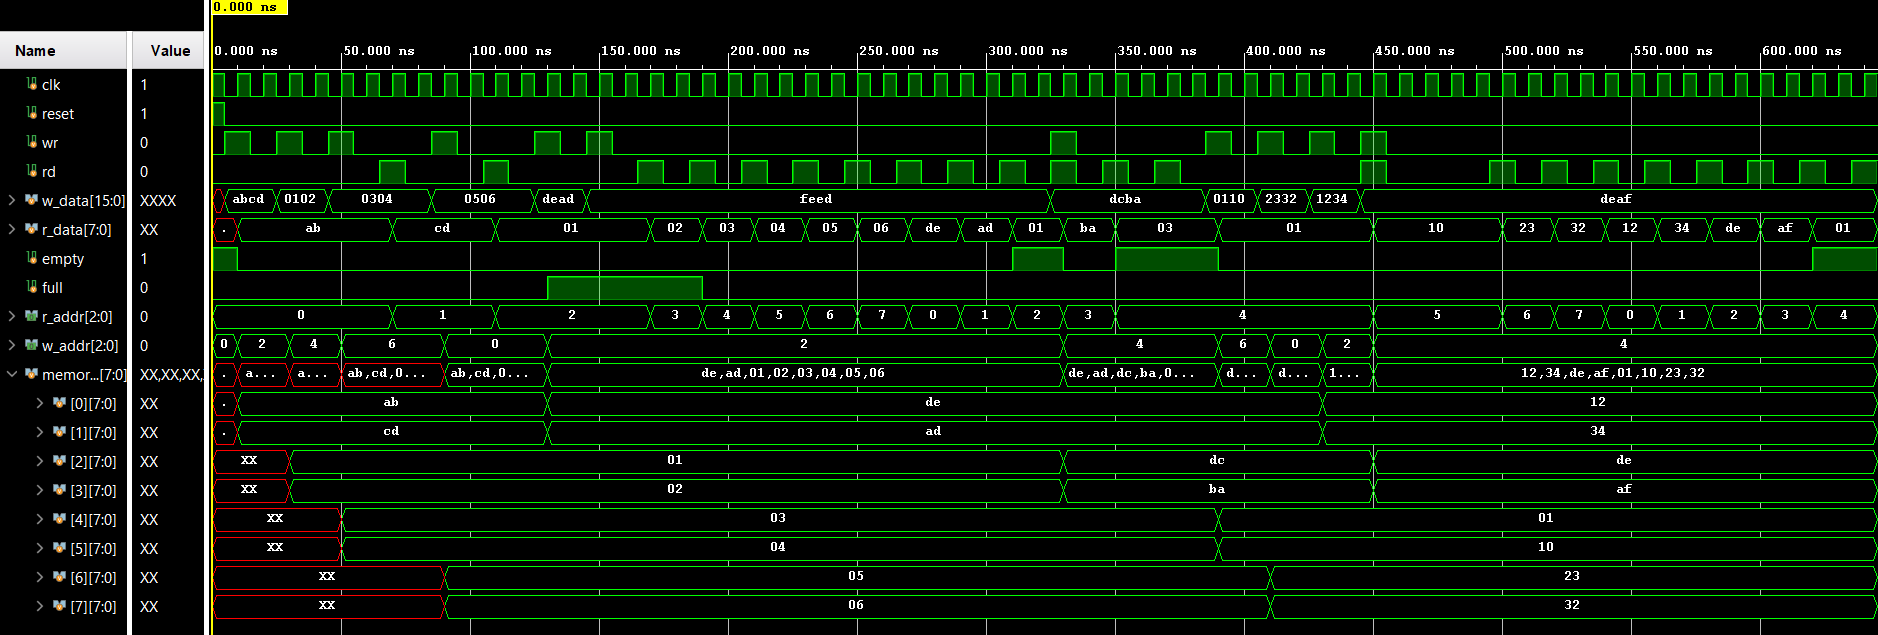 0.000 ns
Name Value 0.000 ns 50.000 ns 100.000 ns 150.000 ns 200.000 ns 250.000 ns 300.000 ns 350.000 ns 400.000 ns 450.000 ns 500.000 ns 550.000 ns 600.000 ns
clk 1
reset 1
wr 0
rd 0
w_data[15:0] XXXX abcd 0102 0304 0506 dead feed dcba 0110 2332 1234 deaf
r_data[7:0] XX . ab cd 01 02 03 04 05 06 de ad 01 ba 03 01 10 23 32 12 34 de af 01
empty 1
full 0
r_addr[2:0] 0 0 1 2 3 4 5 6 7 0 1 2 3 4 5 6 7 0 1 2 3 4
w_addr[2:0] 0 0 2 4 6 0 2 4 6 0 2 4
memor...[7:0] XX,XX,XX, . a... a... ab,cd,0... ab,cd,0... de,ad,01,02,03,04,05,06 de,ad,dc,ba,0... d... d... 1... 12,34,de,af,01,10,23,32
[0][7:0] XX . ab de 12
[1][7:0] XX . cd ad 34
[2][7:0] XX XX 01 dc de
[3][7:0] XX XX 02 ba af
[4][7:0] XX XX 03 01
[5][7:0] XX XX 04 10
[6][7:0] XX XX 05 23
[7][7:0] XX XX 06 32